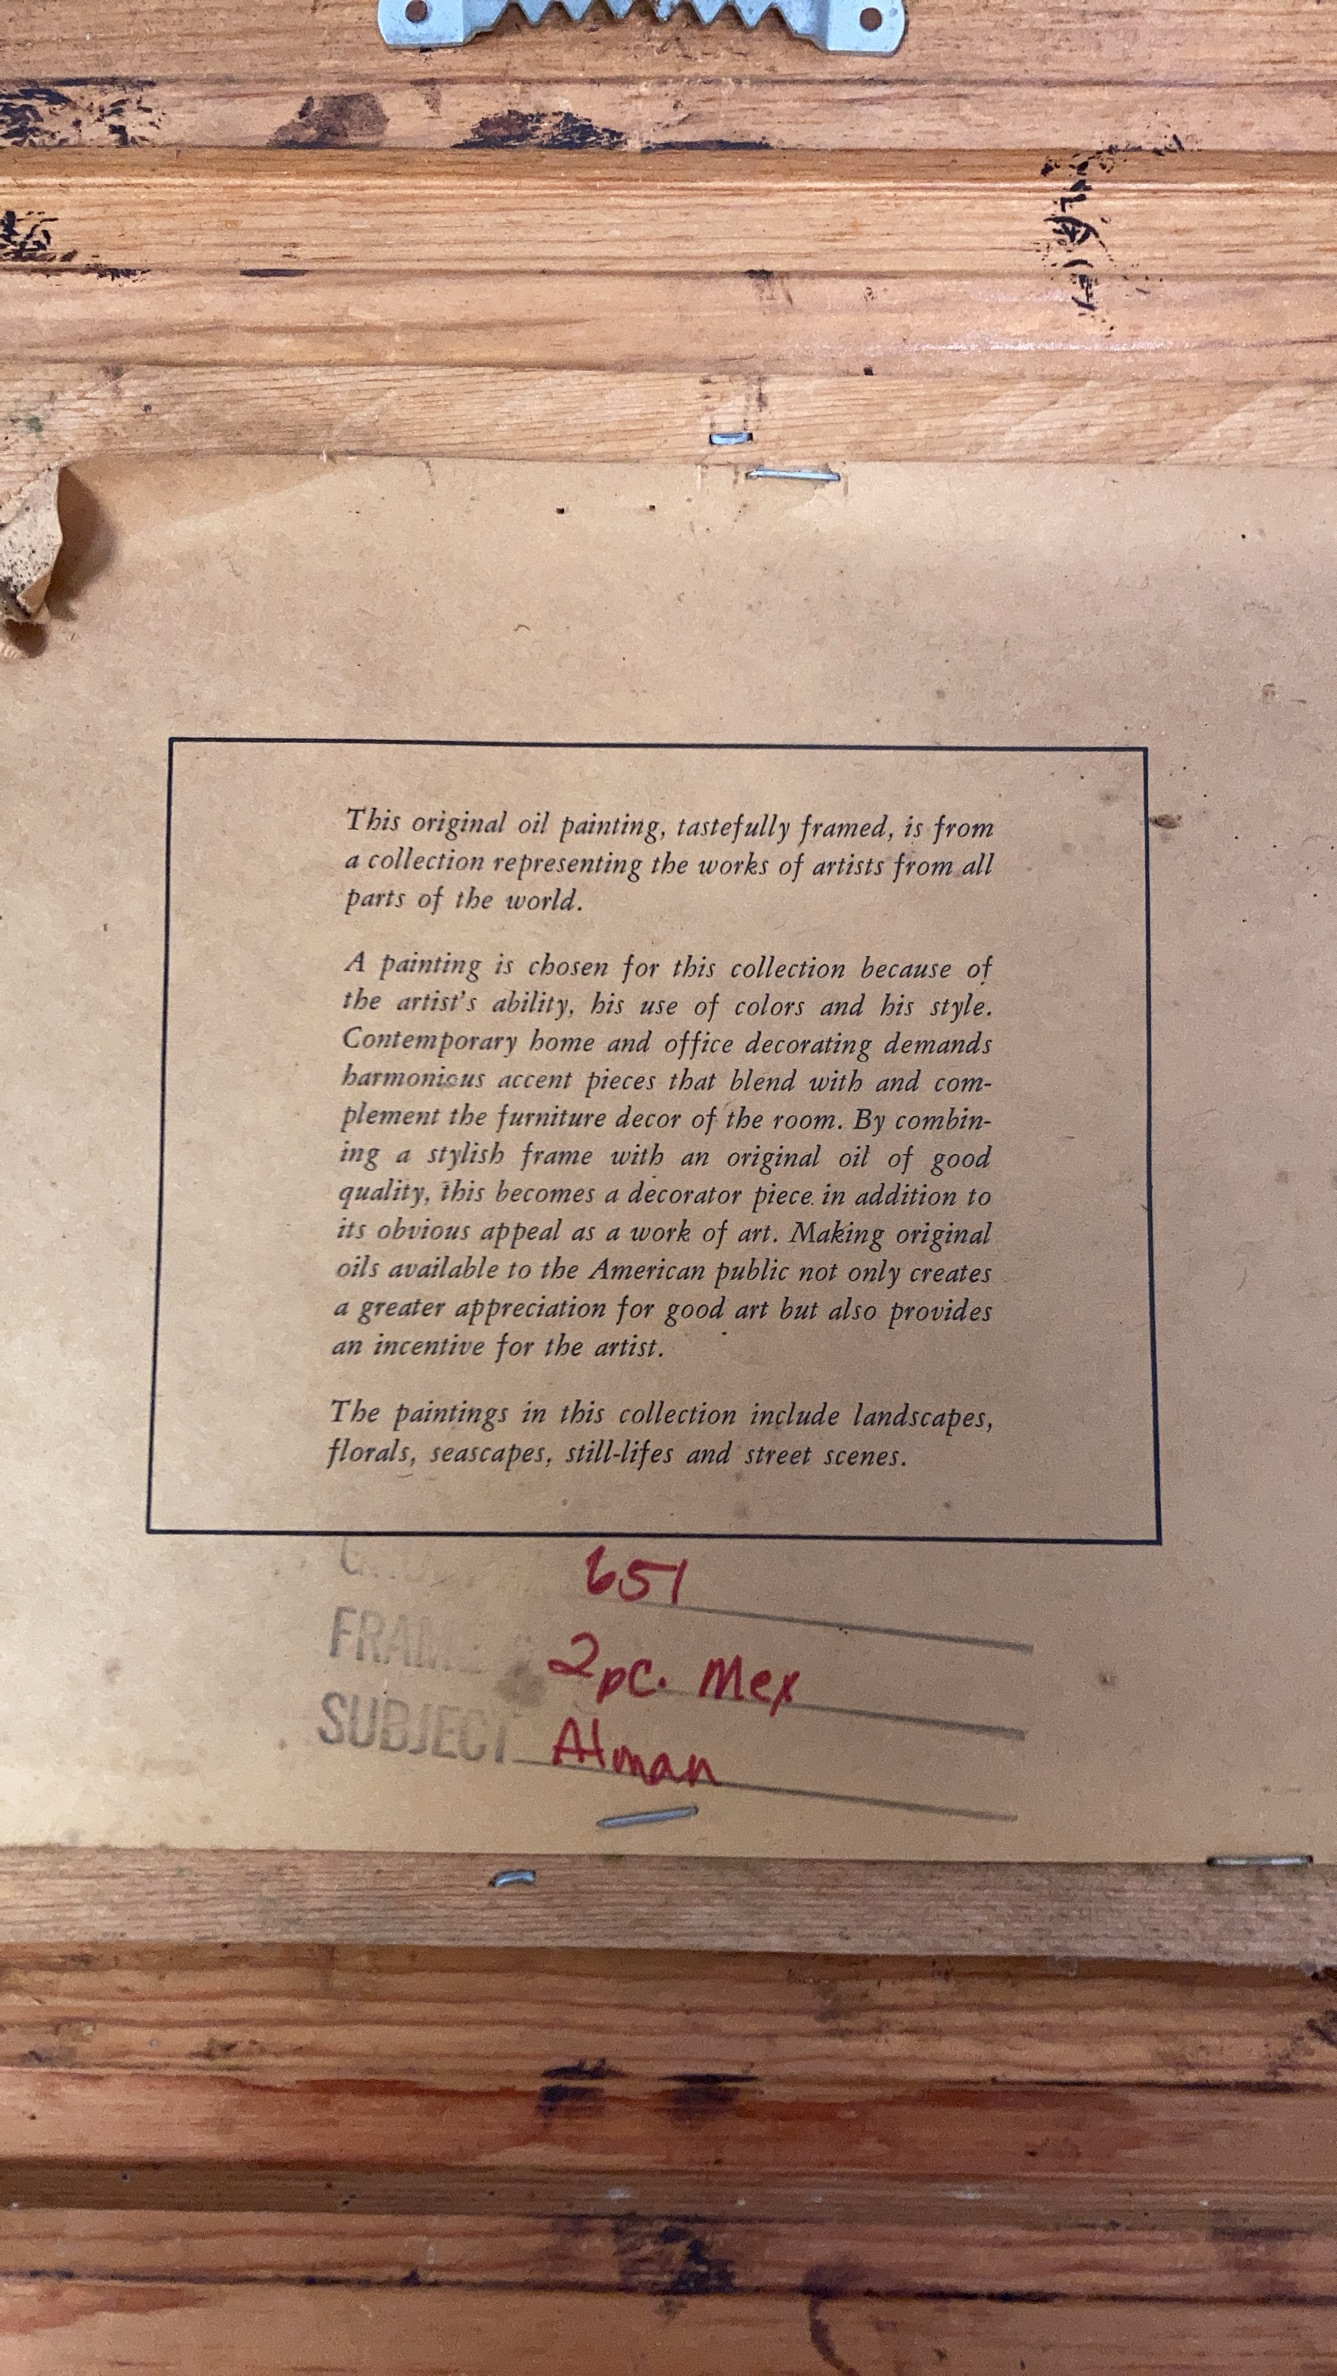 This original oil painting, tastefully framed, is from
a collection representing the works of artists from all
parts of the world.
A painting is chosen for this collection because of
the artist's ability, his use of colors and his style.
Contemporary home and office decorating demands
harmonious accent pieces that blend with and com-
plement the furniture decor of the room. By combin-
ing a stylish frame with an original oil of good
quality, this becomes a decorator piece in addition to
its obvious appeal as a work of art. Making original
oils available to the American public not only creates
a greater appreciation for good art but also provides
an incentive for the artist.
The paintings in this collection include landscapes,
florals, seascapes, still-lifes and street scenes.
651
FRAME 2pc. Mex
SUBJECT Atman